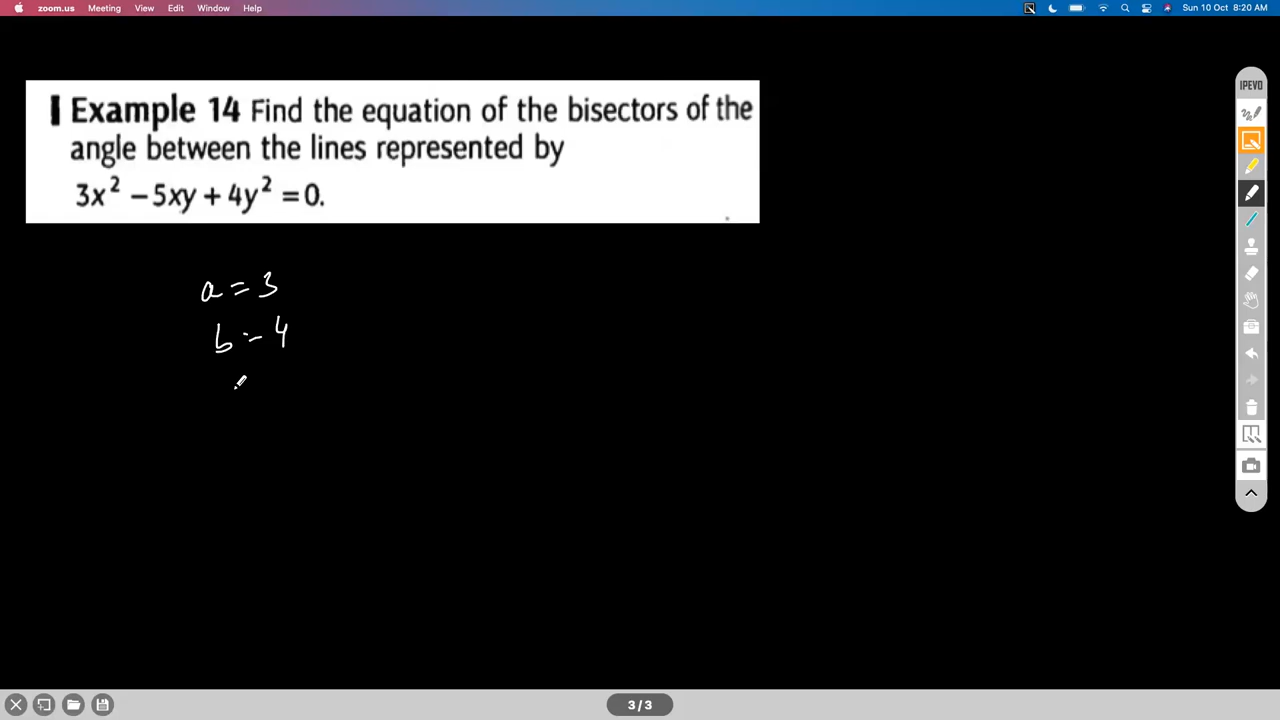 zoom.us Meeting View Edit Window Help Sun 10 Oct 8:20 AM
IPEVO
Example 14 Find the equation of the bisectors of the
angle between the lines represented by
3x² – 5xy + 4y² = 0.
a = 3
b = 4
3 / 3